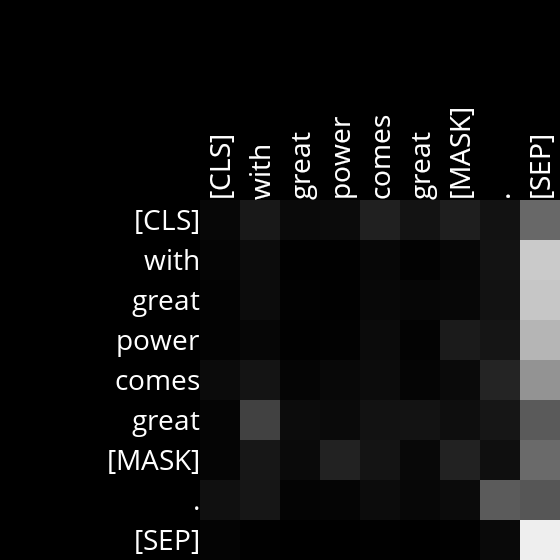 [CLS] with great power comes great [MASK] . [SEP]
[CLS]
with
great
power
comes
great
[MASK]
.
[SEP]